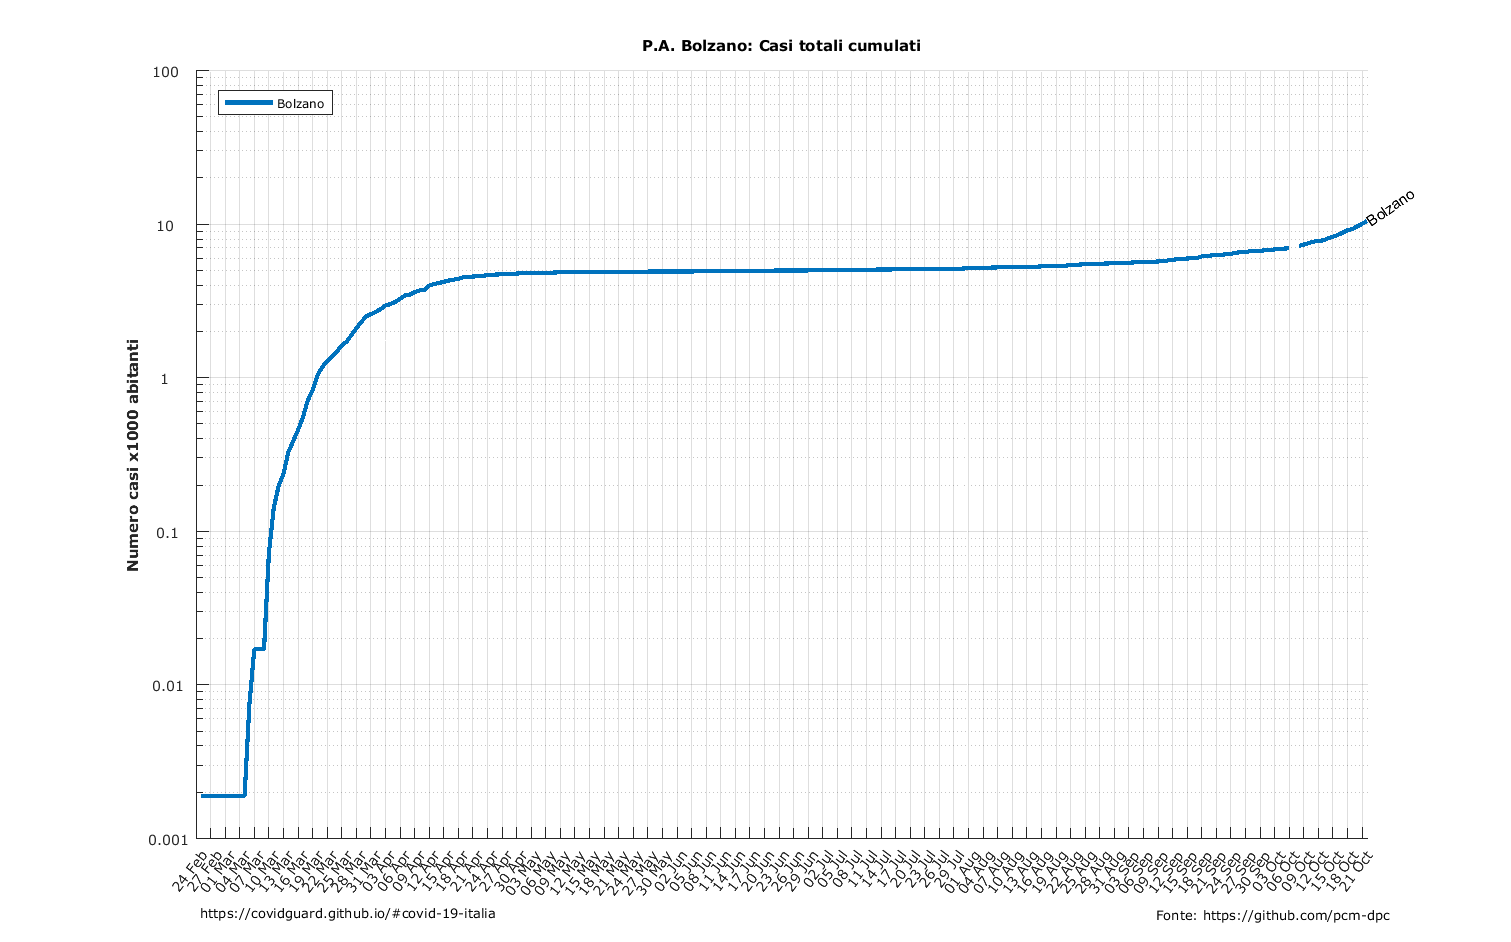 P.A. Bolzano: Casi totali cumulati
100
10
1
0.1
0.01
0.001
Numero casi x1000 abitanti
Bolzano
Bolzano
24 Feb
27 Feb
01 Mar
04 Mar
07 Mar
10 Mar
13 Mar
16 Mar
19 Mar
22 Mar
25 Mar
28 Mar
31 Mar
03 Apr
06 Apr
09 Apr
12 Apr
15 Apr
18 Apr
21 Apr
24 Apr
27 Apr
30 Apr
03 May
06 May
09 May
12 May
15 May
18 May
21 May
24 May
27 May
30 May
02 Jun
05 Jun
08 Jun
11 Jun
14 Jun
17 Jun
20 Jun
23 Jun
26 Jun
29 Jun
02 Jul
05 Jul
08 Jul
11 Jul
14 Jul
17 Jul
20 Jul
23 Jul
26 Jul
29 Jul
01 Aug
04 Aug
07 Aug
10 Aug
13 Aug
16 Aug
19 Aug
22 Aug
25 Aug
28 Aug
31 Aug
03 Sep
06 Sep
09 Sep
12 Sep
15 Sep
18 Sep
21 Sep
24 Sep
27 Sep
30 Sep
03 Oct
06 Oct
09 Oct
12 Oct
15 Oct
18 Oct
21 Oct
https://covidguard.github.io/#covid-19-italia
Fonte: https://github.com/pcm-dpc